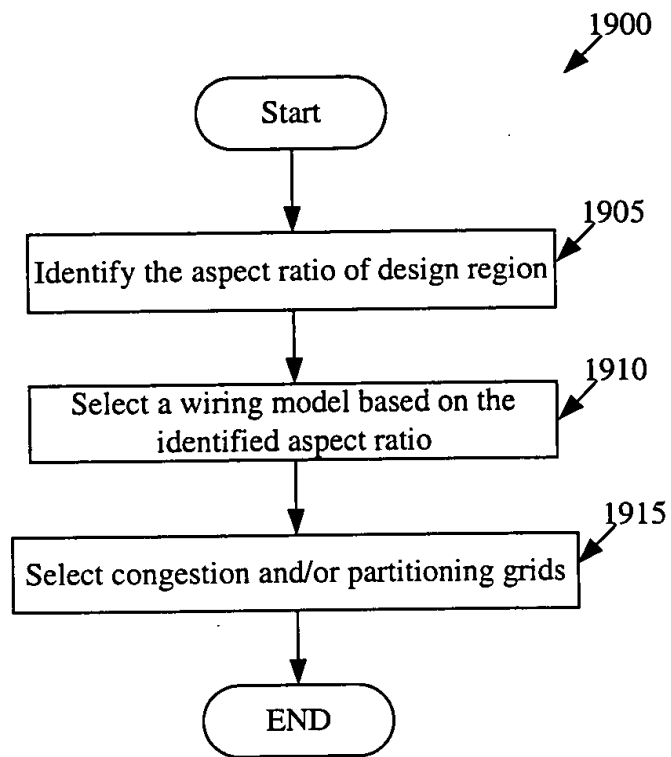 1900
Start
1905
Identify the aspect ratio of design region
1910
Select a wiring model based on the
identified aspect ratio
1915
Select congestion and/or partitioning grids
END